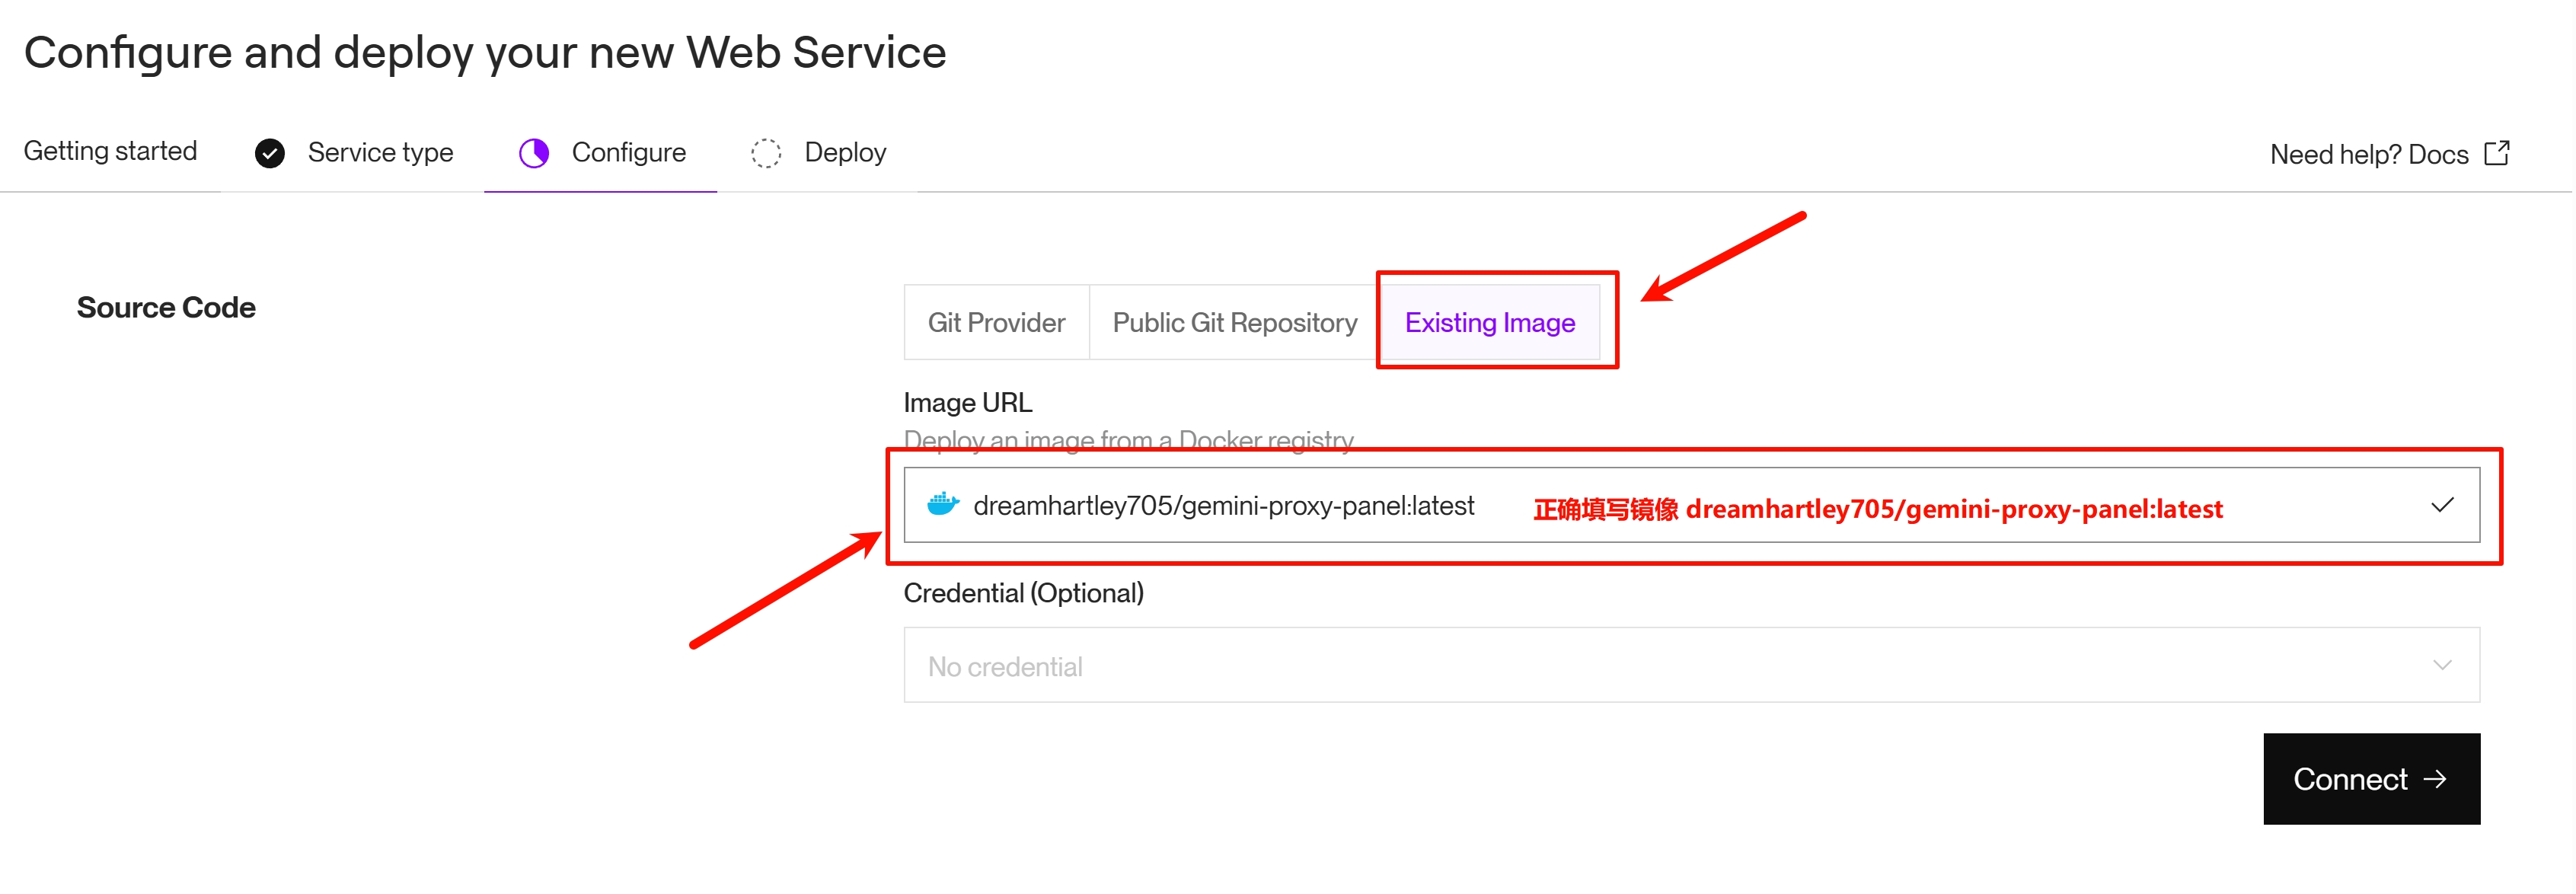 Configure and deploy your new Web Service
Getting started
Service type
Configure
Deploy
Need help? Docs
Source Code
Git Provider
Public Git Repository
Existing Image
Image URL
Deploy an image from a Docker registry
dreamhartley705/gemini-proxy-panel:latest
正确填写镜像 dreamhartley705/gemini-proxy-panel:latest
Credential (Optional)
No credential
Connect →